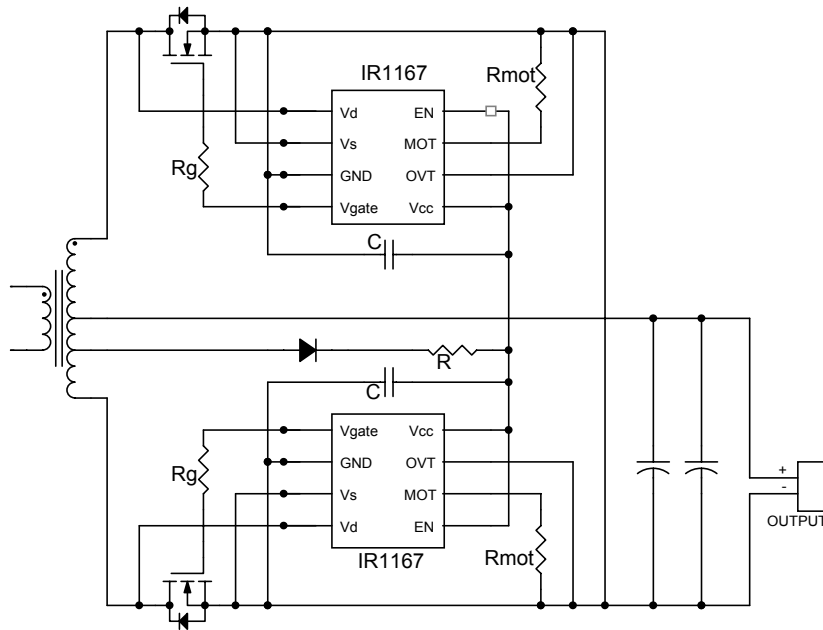 IR1167
Rmot
Vd
EN
Vs
MOT
Rg
GND
OVT
Vgate
Vcc
C
R
C
Vgate
Vcc
Rg
GND
OVT
Vs
MOT
Vd
EN
Rmot
IR1167
+
-
OUTPUT